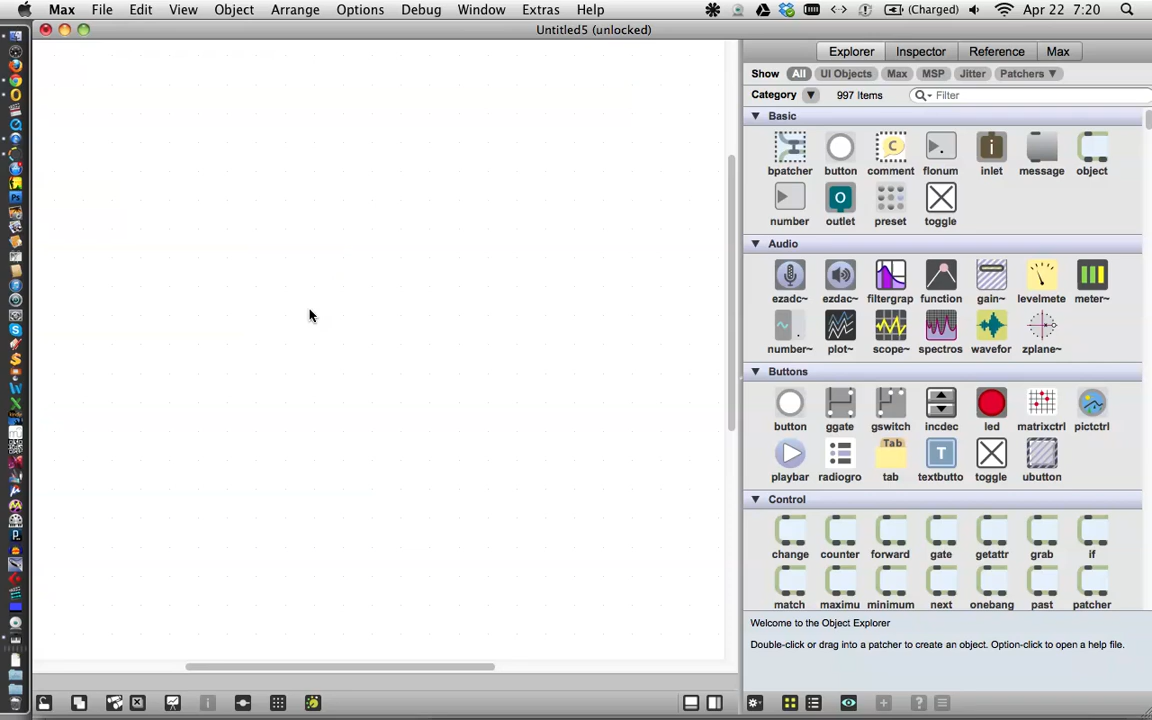 Max File Edit View Object Arrange Options Debug Window Extras Help (Charged) Apr 22 7:20
Untitled5 (unlocked)
Explorer Inspector Reference Max
Show All UI Objects Max MSP Jitter Patchers ▼
Category ▼ 997 Items Filter
Basic
bpatcher button comment flonum inlet message object
number outlet preset toggle
Audio
ezadc~ ezdac~ filtergrap function gain~ levelmete meter~
number~ plot~ scope~ spectros wavefor zplane~
Buttons
button ggate gswitch incdec led matrixctrl pictctrl
Tab
playbar radiogro tab textbutto toggle ubutton
Control
change counter forward gate getattr grab if
match maximu minimum next onebang past patcher
Welcome to the Object Explorer
Double-click or drag into a patcher to create an object. Option-click to open a help file.